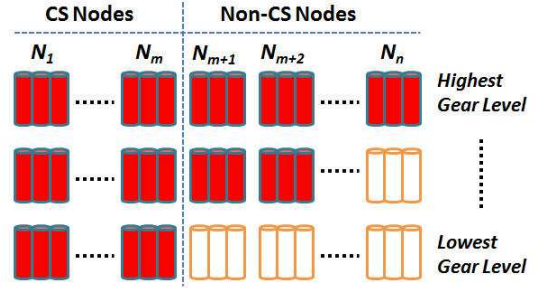 CS Nodes Non-CS Nodes
N1 Nm Nm+1 Nm+2 Nn
Highest
Gear Level
Lowest
Gear Level